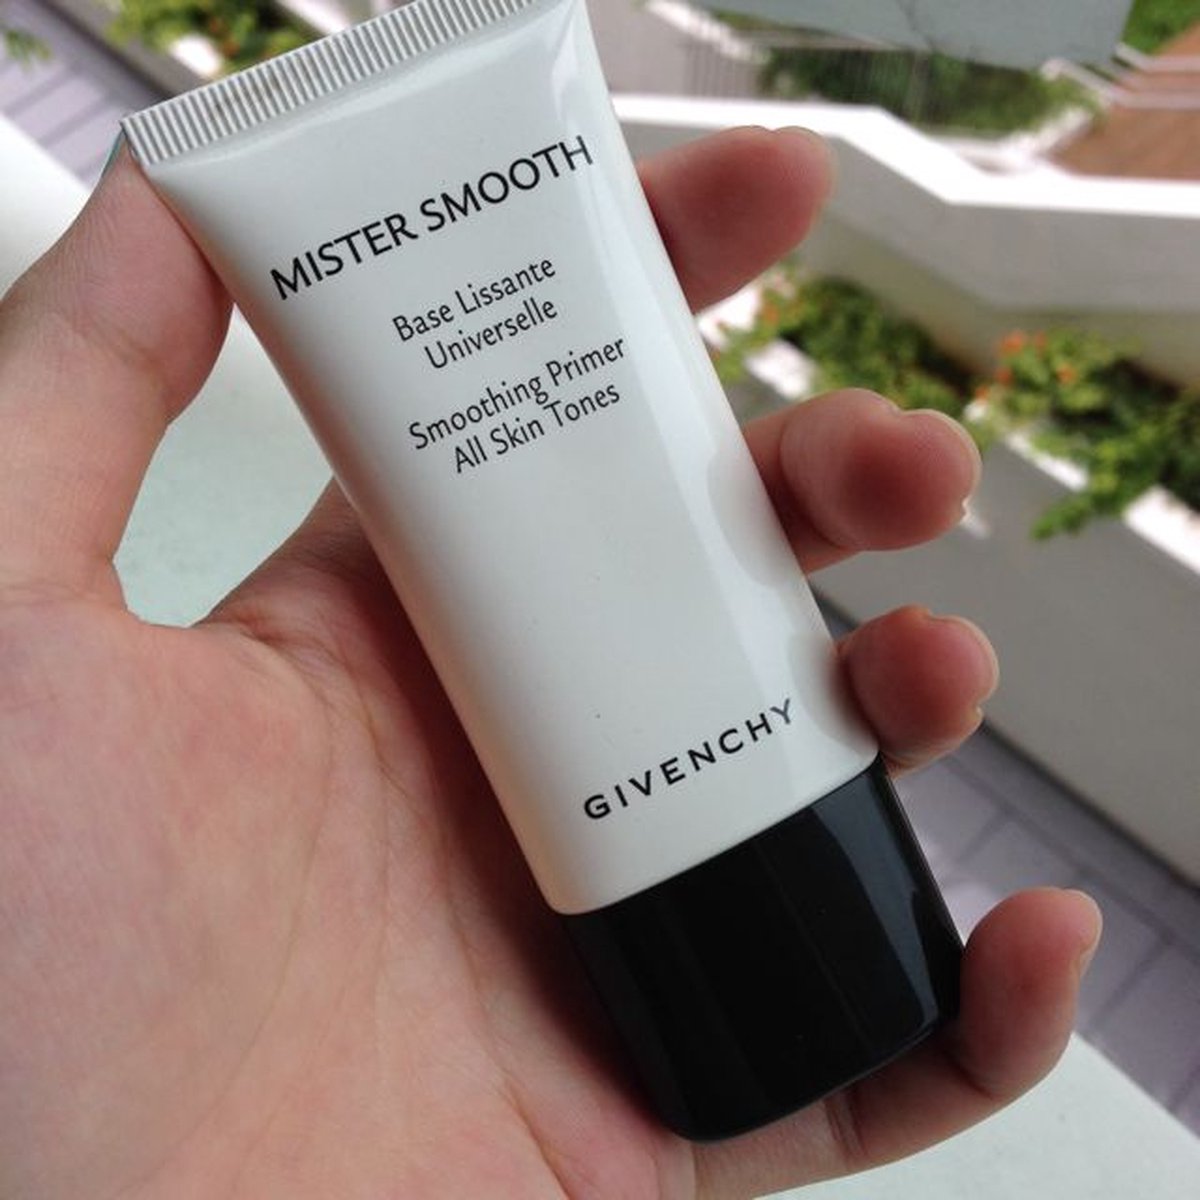 MISTER SMOOTH
Base Lissante
Universelle
Smoothing Primer
All Skin Tones
GIVENCHY